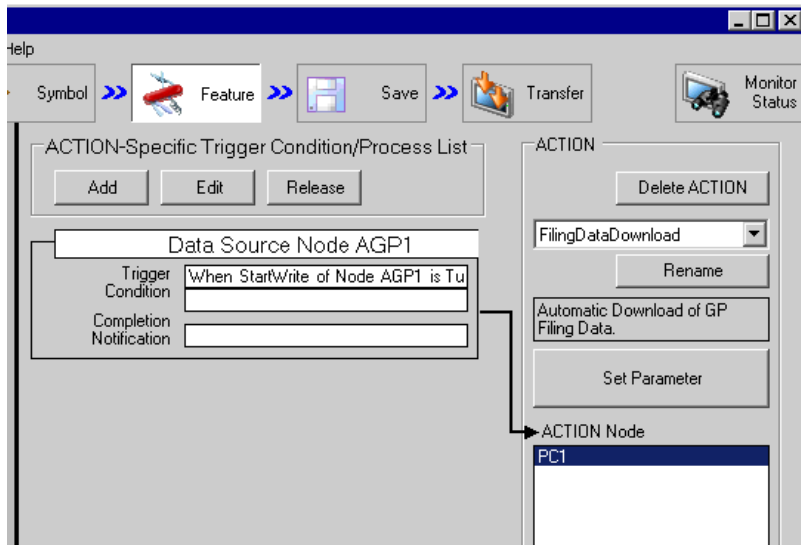 Help
Symbol
Feature
Save
Transfer
Monitor
Status
ACTION-Specific Trigger Condition/Process List
Add
Edit
Release
Data Source Node AGP1
Trigger
Condition
When StartWrite of Node AGP1 is Tu
Completion
Notification
ACTION
Delete ACTION
FilingDataDownload
Rename
Automatic Download of GP
Filing Data.
Set Parameter
ACTION Node
PC1